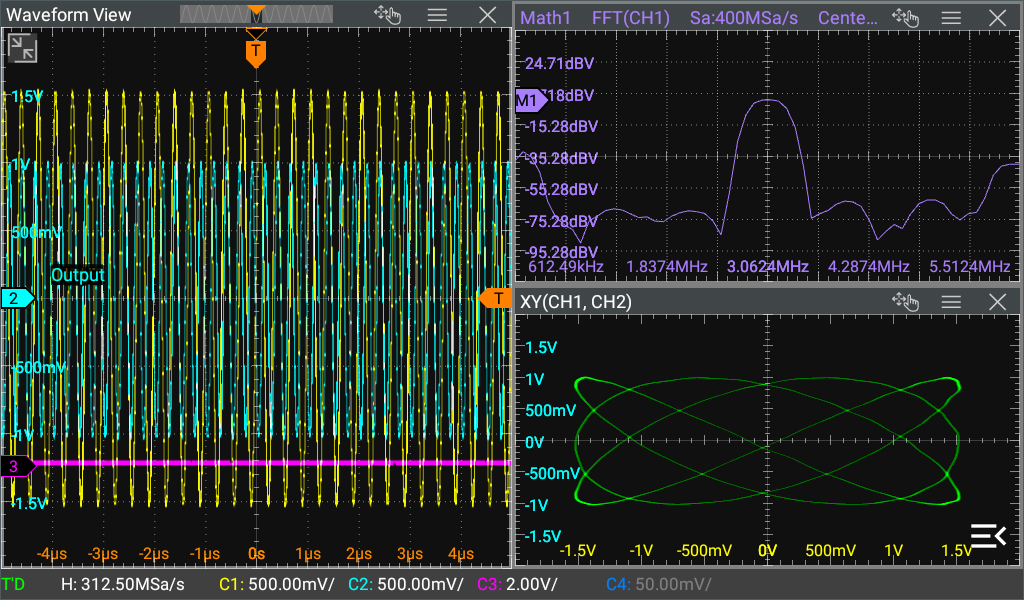 Waveform View
M
T
1.5V
1V
500mV
Output
2
T
-500mV
-1V
3
-1.5V
-4µs -3µs -2µs -1µs 0s 1µs 2µs 3µs 4µs
Math1 FFT(CH1) Sa:400MSa/s Cente...
24.71dBV
M1
18dBV
-15.28dBV
-35.28dBV
-55.28dBV
-75.28dBV
-95.28dBV
612.49kHz 1.8374MHz 3.0624MHz 4.2874MHz 5.5124MHz
XY(CH1, CH2)
1.5V
1V
500mV
0V
-500mV
-1V
-1.5V
-1.5V -1V -500mV 0V 500mV 1V 1.5V
T'D H: 312.50MSa/s C1: 500.00mV/ C2: 500.00mV/ C3: 2.00V/ C4: 50.00mV/